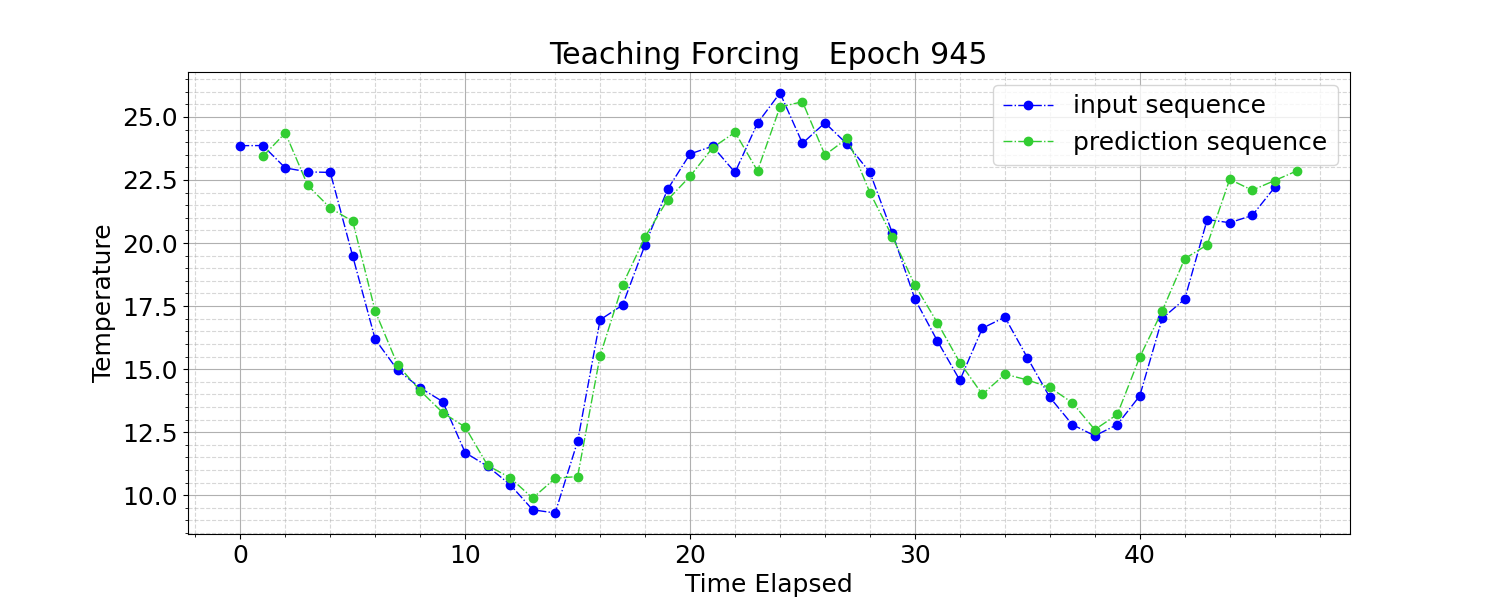 Teaching Forcing   Epoch 945
input sequence
prediction sequence
Temperature
25.0
22.5
20.0
17.5
15.0
12.5
10.0
0 10 20 30 40
Time Elapsed